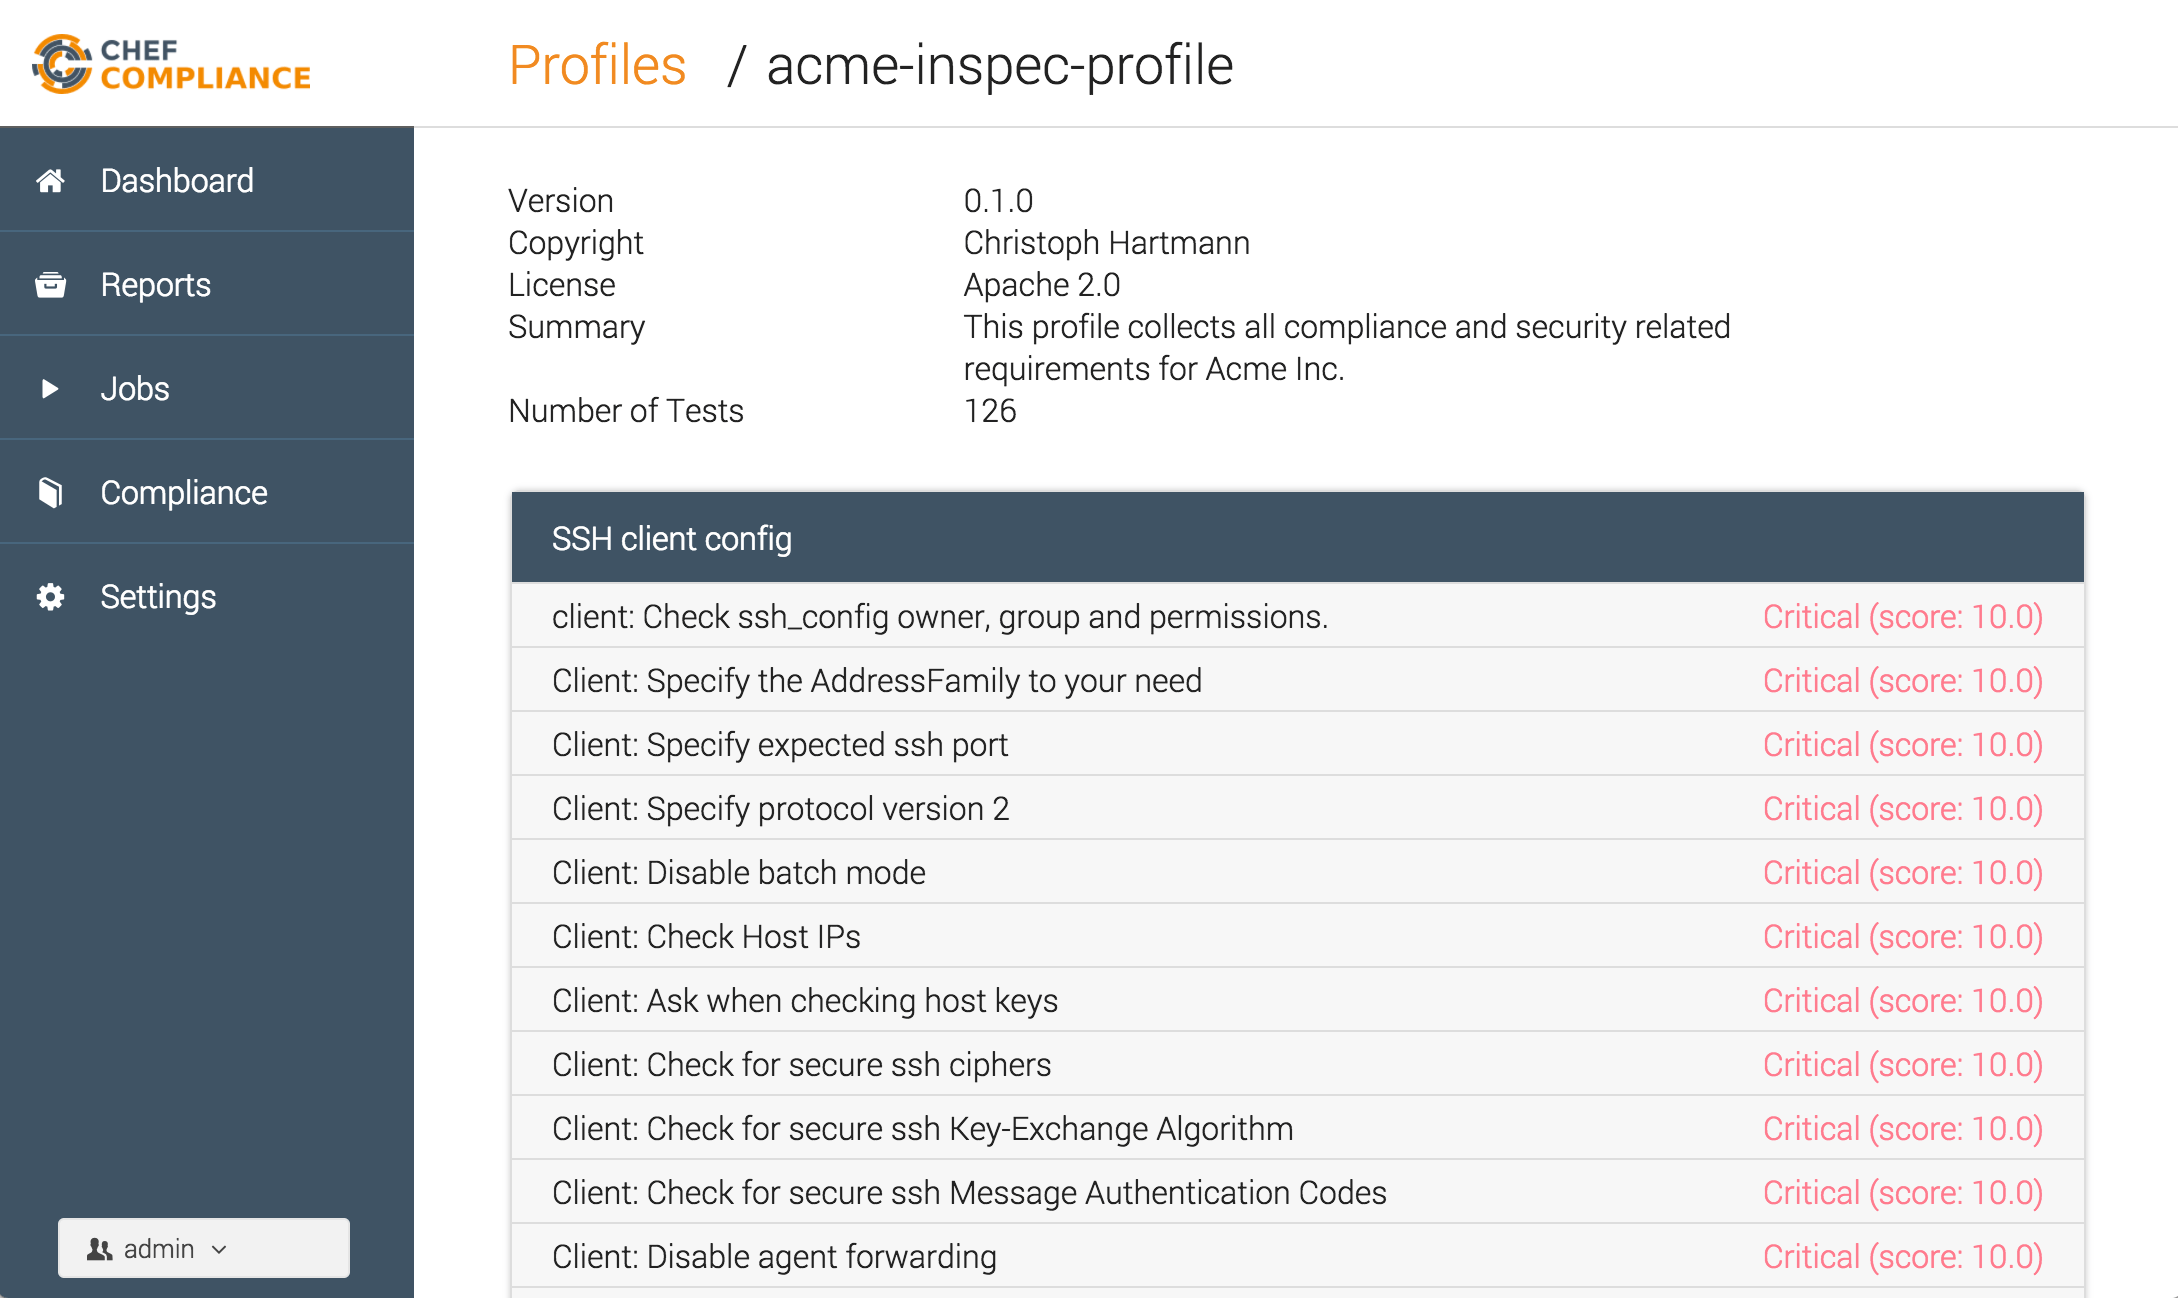 CHEF
COMPLIANCE
Profiles / acme-inspec-profile
Dashboard
Reports
Jobs
Compliance
Settings
admin
Version 0.1.0
Copyright Christoph Hartmann
License Apache 2.0
Summary This profile collects all compliance and security related
requirements for Acme Inc.
Number of Tests 126
SSH client config
client: Check ssh_config owner, group and permissions. Critical (score: 10.0)
Client: Specify the AddressFamily to your need Critical (score: 10.0)
Client: Specify expected ssh port Critical (score: 10.0)
Client: Specify protocol version 2 Critical (score: 10.0)
Client: Disable batch mode Critical (score: 10.0)
Client: Check Host IPs Critical (score: 10.0)
Client: Ask when checking host keys Critical (score: 10.0)
Client: Check for secure ssh ciphers Critical (score: 10.0)
Client: Check for secure ssh Key-Exchange Algorithm Critical (score: 10.0)
Client: Check for secure ssh Message Authentication Codes Critical (score: 10.0)
Client: Disable agent forwarding Critical (score: 10.0)